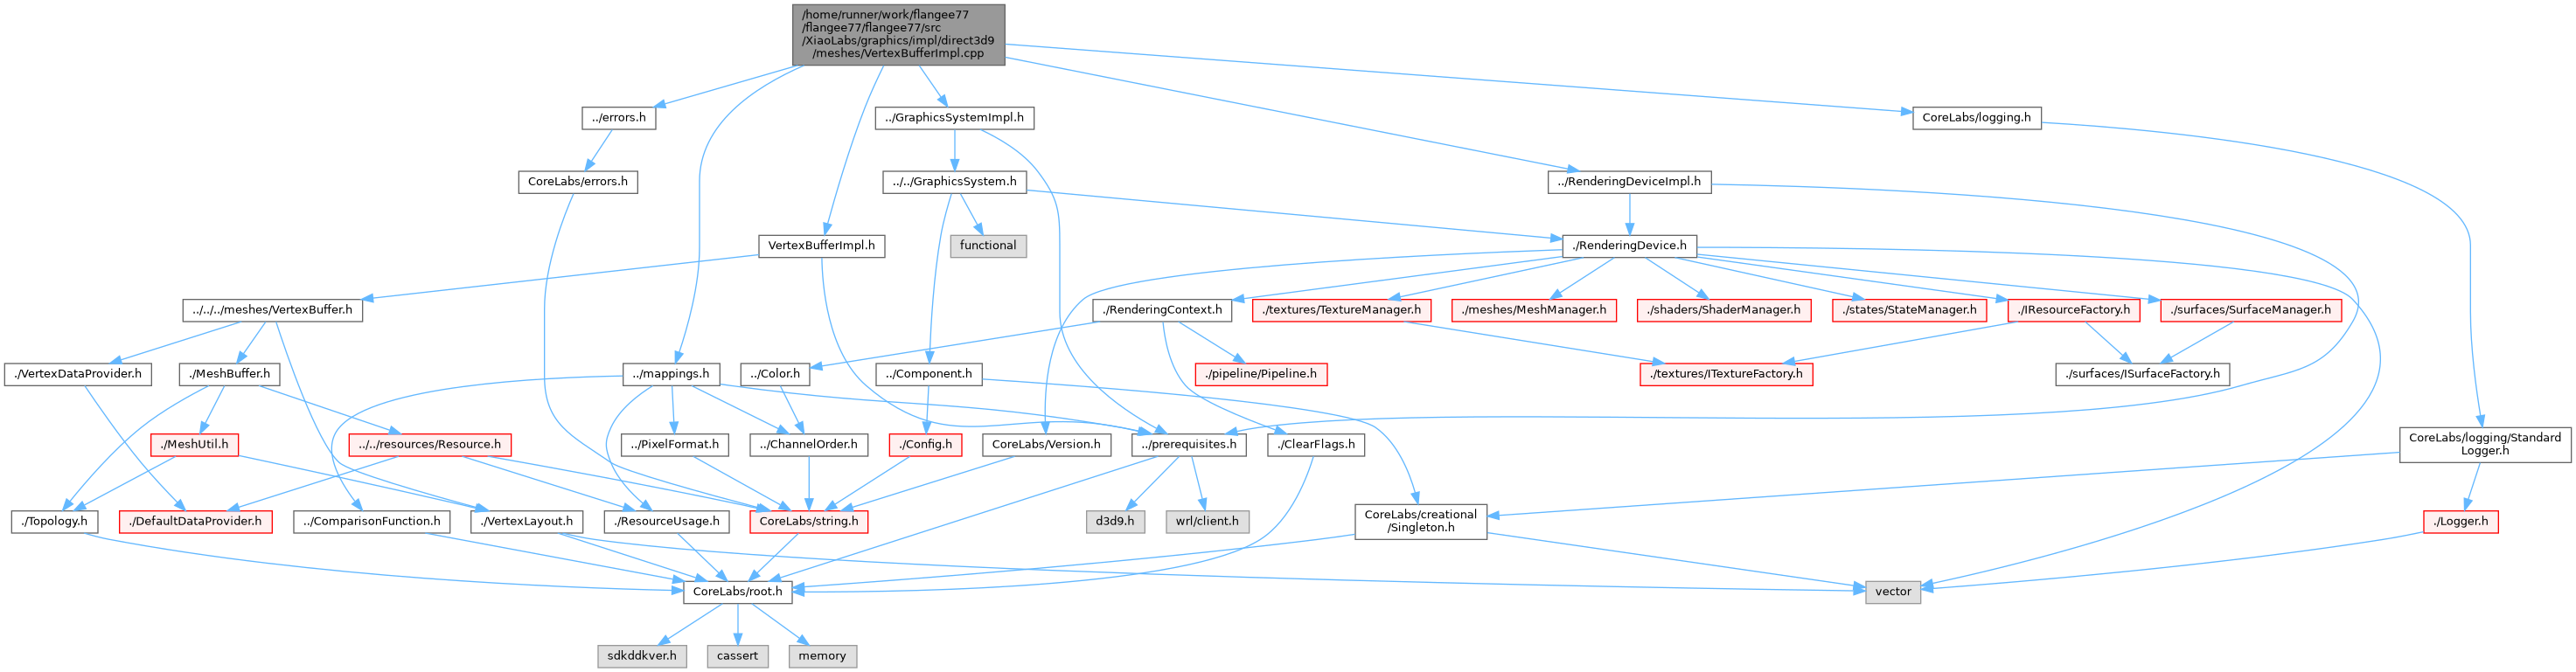 /home/runner/work/flangee77
/flangee77/flangee77/src
/XiaoLabs/graphics/impl/direct3d9
/meshes/VertexBufferImpl.cpp
../errors.h
../GraphicsSystemImpl.h
CoreLabs/logging.h
CoreLabs/errors.h
../../GraphicsSystem.h
../RenderingDeviceImpl.h
VertexBufferImpl.h
functional
./RenderingDevice.h
../../../meshes/VertexBuffer.h
./RenderingContext.h
./textures/TextureManager.h
./meshes/MeshManager.h
./shaders/ShaderManager.h
./states/StateManager.h
./IResourceFactory.h
./surfaces/SurfaceManager.h
./VertexDataProvider.h
./MeshBuffer.h
../mappings.h
../Color.h
../Component.h
./pipeline/Pipeline.h
./textures/ITextureFactory.h
./surfaces/ISurfaceFactory.h
./MeshUtil.h
../../resources/Resource.h
../PixelFormat.h
../ChannelOrder.h
./Config.h
CoreLabs/Version.h
../prerequisites.h
./ClearFlags.h
CoreLabs/logging/Standard
Logger.h
./Topology.h
./DefaultDataProvider.h
../ComparisonFunction.h
./VertexLayout.h
./ResourceUsage.h
CoreLabs/string.h
d3d9.h
wrl/client.h
CoreLabs/creational
/Singleton.h
./Logger.h
CoreLabs/root.h
vector
sdkddkver.h
cassert
memory